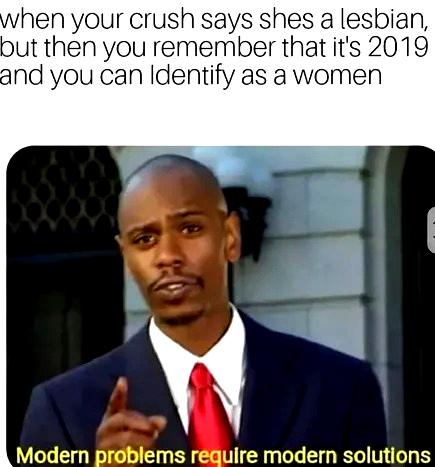 when your crush says shes a lesbian,
but then you remember that it's 2019
and you can Identify as a women
Modern problems require modern solutions